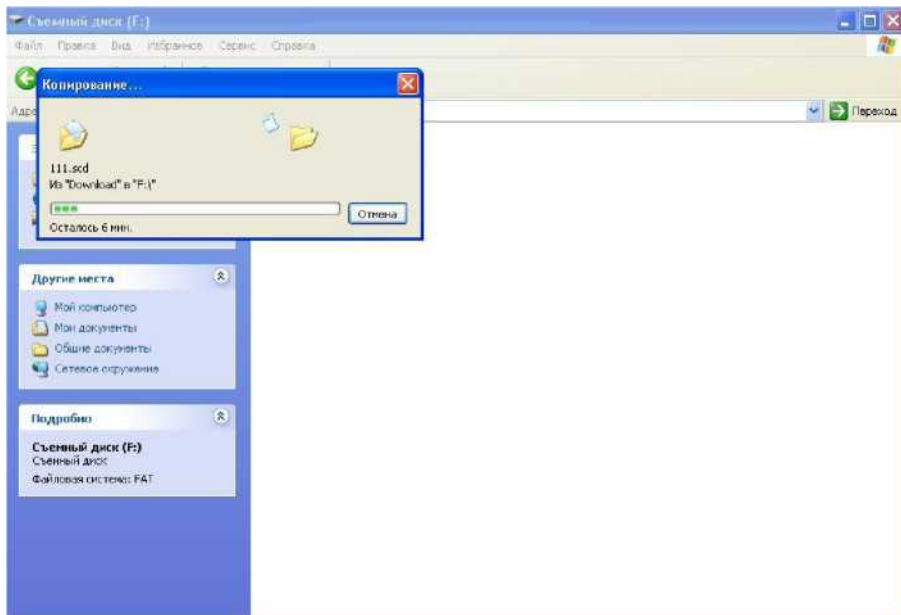 Съемный диск (F:)
Файл Правка Вид Избранное Сервис Справка
Копирование...
Адре
Переход
111.scd
Из "Download" в "F:\"
Отмена
Осталось 6 мин.
Другие места
Мой компьютер
Мои документы
Общие документы
Сетевое окружение
Подробно
Съемный диск (F:)
Съемный диск
Файловая система: FAT